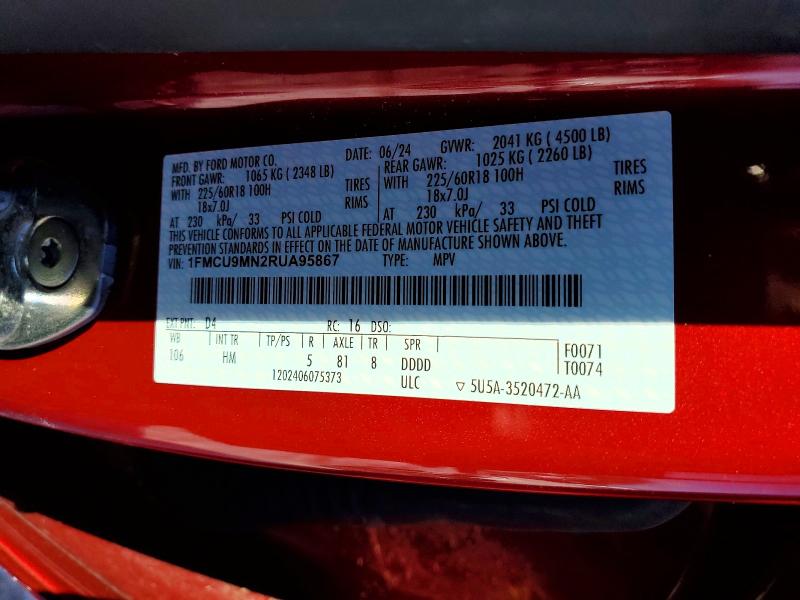 MFD. BY FORD MOTOR CO. DATE: 06/24 GVWR: 2041 KG ( 4500 LB)
FRONT GAWR: 1065 KG ( 2348 LB) REAR GAWR: 1025 KG ( 2260 LB)
WITH 225/60R18 100H TIRES WITH 225/60R18 100H TIRES
18x7.0J RIMS 18x7.0J RIMS
AT 230 kPa/ 33 PSI COLD AT 230 kPa/ 33 PSI COLD
THIS VEHICLE CONFORMS TO ALL APPLICABLE FEDERAL MOTOR VEHICLE SAFETY AND THEFT
PREVENTION STANDARDS IN EFFECT ON THE DATE OF MANUFACTURE SHOWN ABOVE.
VIN: 1FMCU9MN2RUA95867 TYPE: MPV
EXT PNT: D4 RC: 16 DSO:
WB INT TR TP/PS R AXLE TR SPR F0071
106 HM 5 81 8 DDDD T0074
1202406075373 ULC ▽ 5U5A-3520472-AA